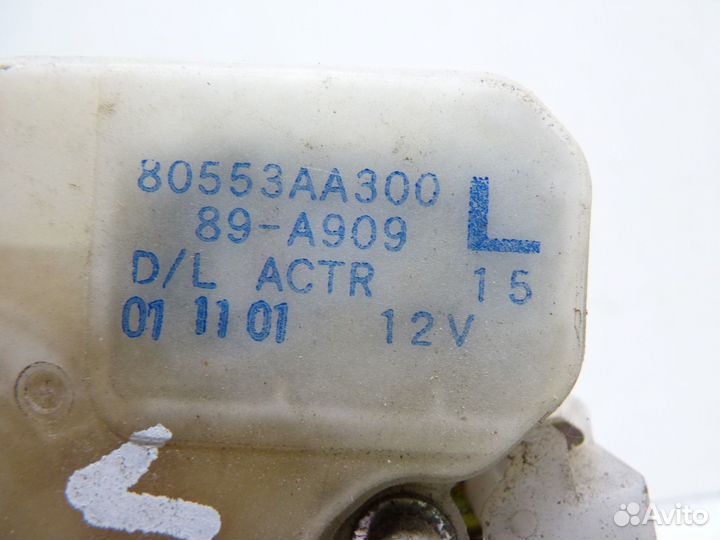 80553AA300
89-A909 L
D/L ACTR 15
01 11 01 12V
Avito